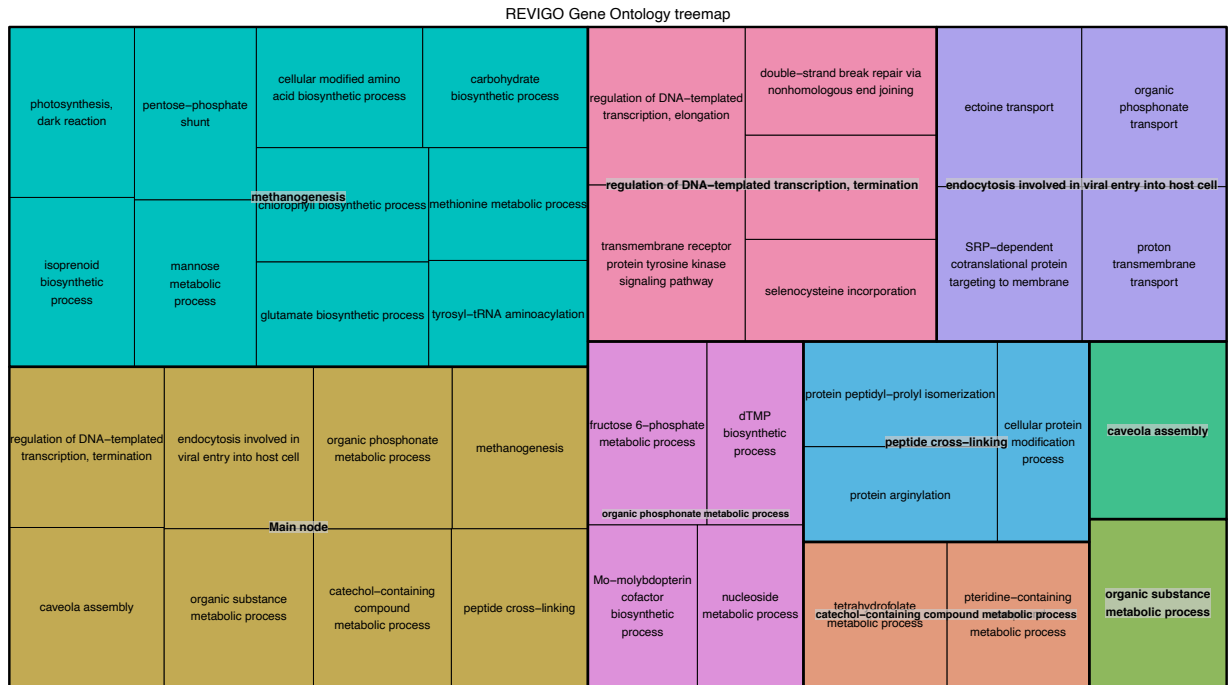 REVIGO Gene Ontology treemap
photosynthesis,
dark reaction
pentose−phosphate
shunt
cellular modified amino
acid biosynthetic process
carbohydrate
biosynthetic process
methanogenesis
chlorophyll biosynthetic process
methionine metabolic process
isoprenoid
biosynthetic
process
mannose
metabolic
process
glutamate biosynthetic process
tyrosyl−tRNA aminoacylation
regulation of DNA−templated
transcription, elongation
double−strand break repair via
nonhomologous end joining
regulation of DNA−templated transcription, termination
transmembrane receptor
protein tyrosine kinase
signaling pathway
selenocysteine incorporation
ectoine transport
organic
phosphonate
transport
endocytosis involved in viral entry into host cell
SRP−dependent
cotranslational protein
targeting to membrane
proton
transmembrane
transport
regulation of DNA−templated
transcription, termination
endocytosis involved in
viral entry into host cell
organic phosphonate
metabolic process
methanogenesis
Main node
caveola assembly
organic substance
metabolic process
catechol−containing
compound
metabolic process
peptide cross−linking
fructose 6−phosphate
metabolic process
dTMP
biosynthetic
process
organic phosphonate metabolic process
Mo−molybdopterin
cofactor
biosynthetic
process
nucleoside
metabolic process
protein peptidyl−prolyl isomerization
cellular protein
modification
process
peptide cross−linking
protein arginylation
caveola assembly
tetrahydrofolate
metabolic process
pteridine−containing
metabolic process
catechol−containing compound metabolic process
organic substance
metabolic process